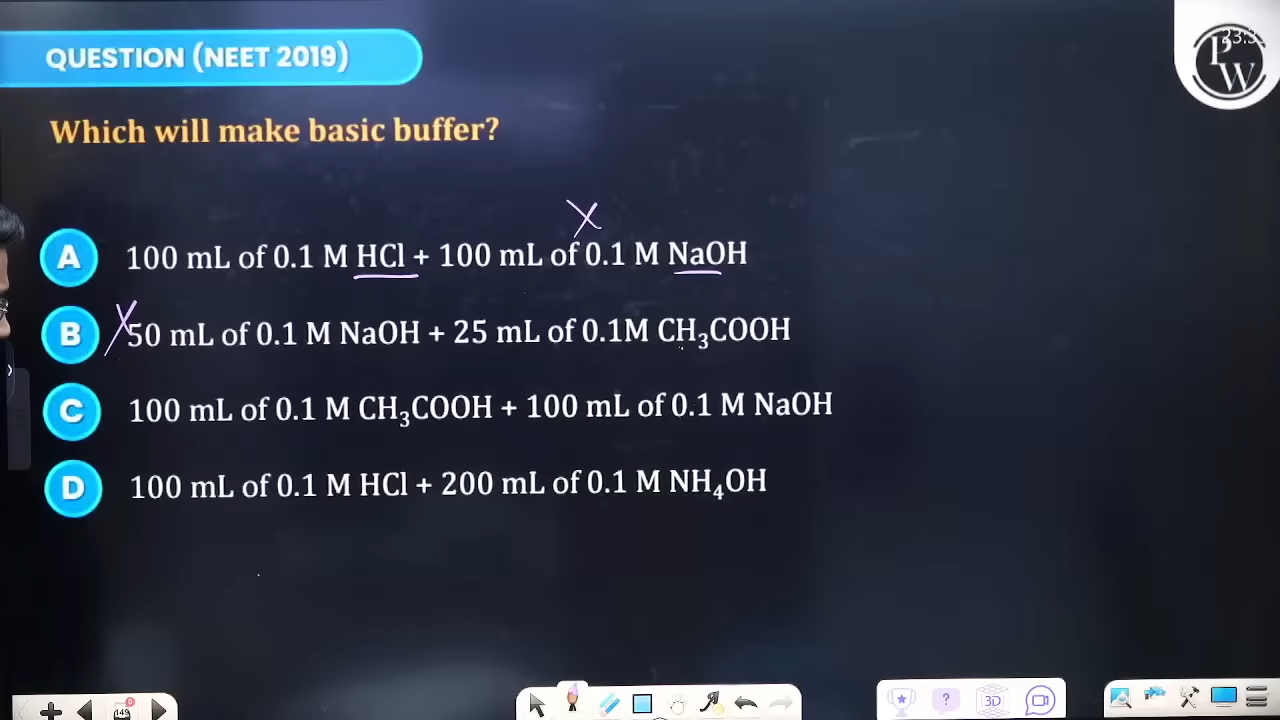 QUESTION (NEET 2019)
PW
Which will make basic buffer?
A 100 mL of 0.1 M HCl + 100 mL of 0.1 M NaOH
B 50 mL of 0.1 M NaOH + 25 mL of 0.1M CH₃COOH
C 100 mL of 0.1 M CH₃COOH + 100 mL of 0.1 M NaOH
D 100 mL of 0.1 M HCl + 200 mL of 0.1 M NH₄OH
3D